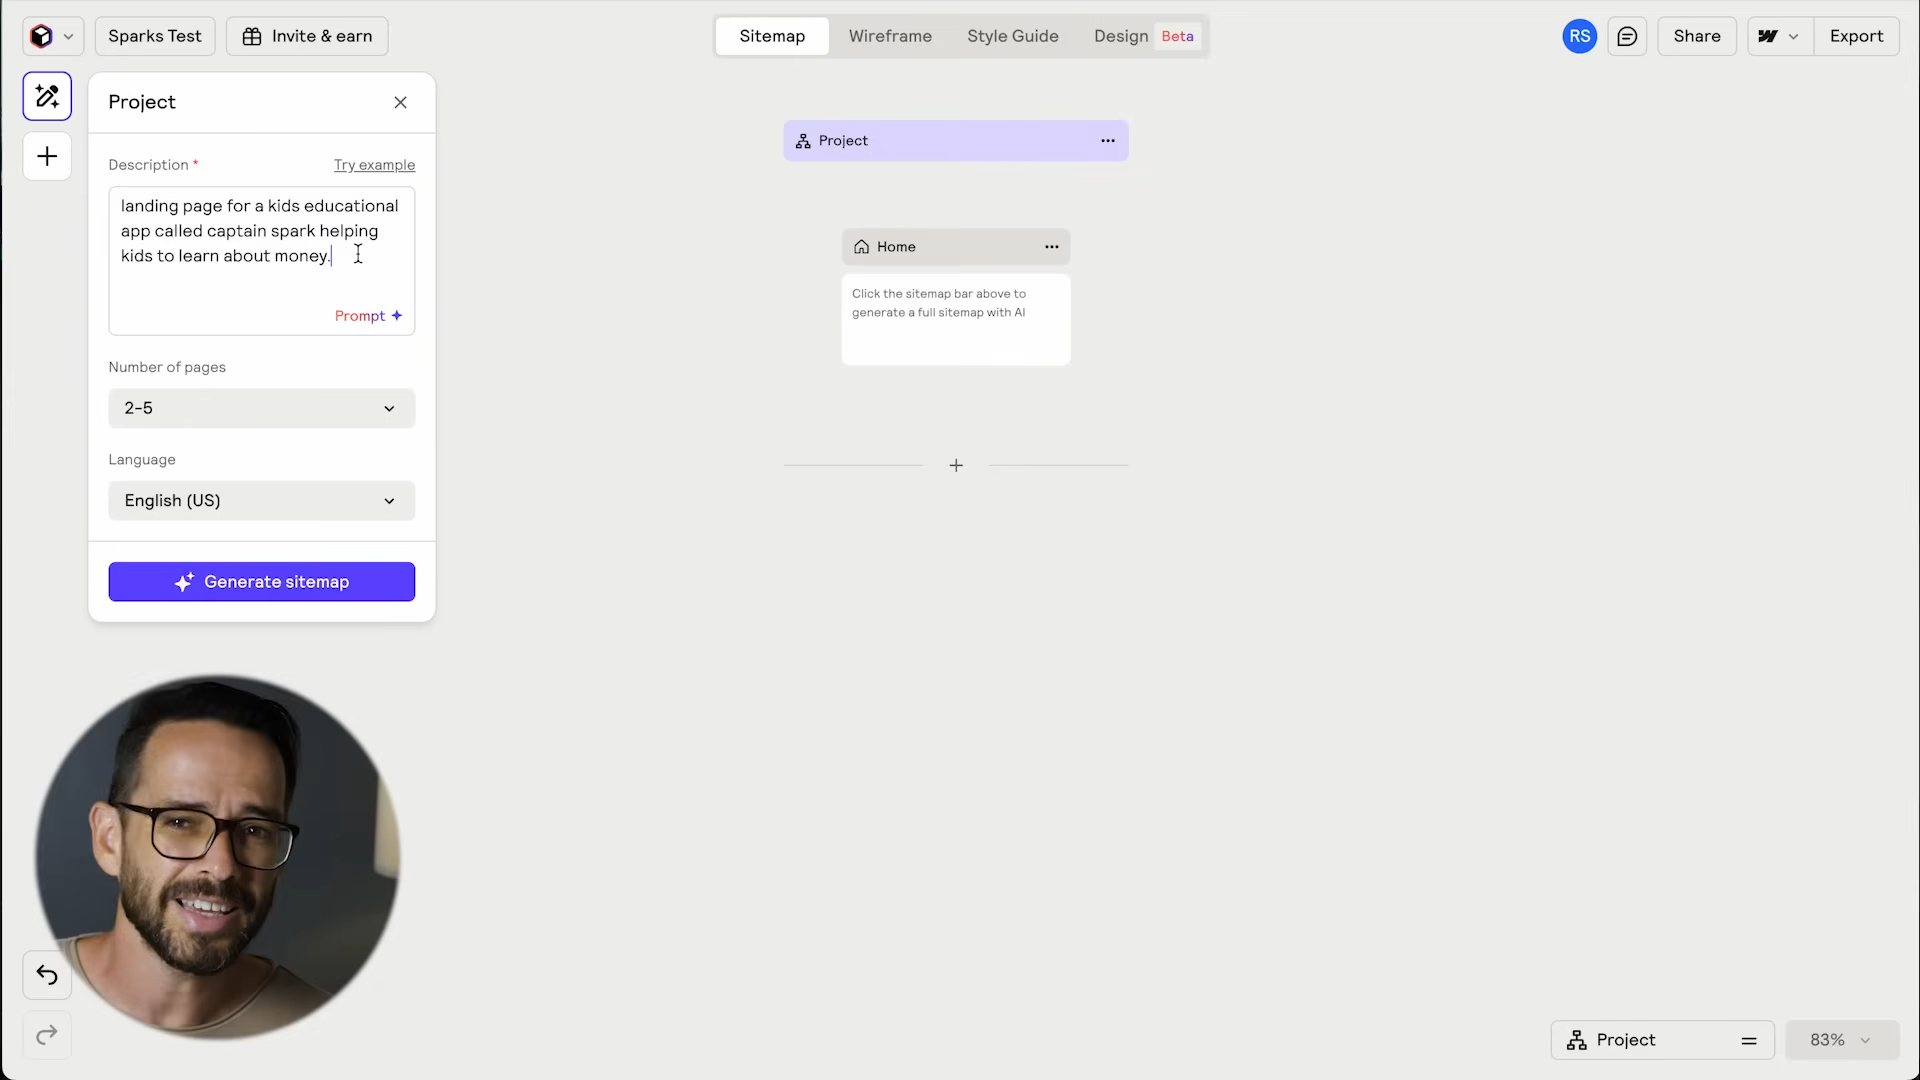 Sparks Test
Invite & earn
Sitemap
Wireframe
Style Guide
Design Beta
RS
Share
Export
Project
Description *
Try example
landing page for a kids educational
app called captain spark helping
kids to learn about money.
Prompt
Number of pages
2-5
Language
English (US)
Generate sitemap
Project
Home
Click the sitemap bar above to
generate a full sitemap with AI
Project
83%